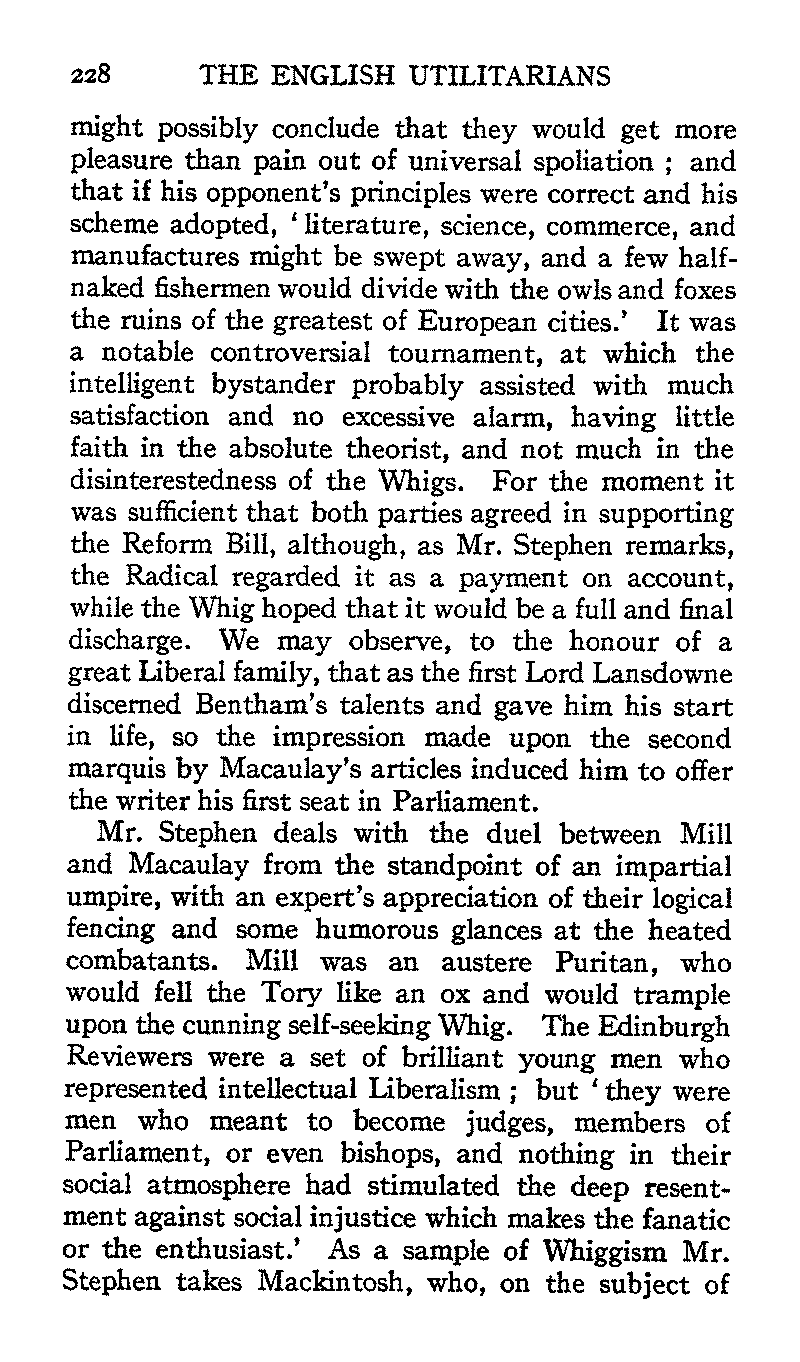 228 THE ENGLISH UTILITARIANS
might possibly conclude that they would get more
pleasure than pain out of universal spoliation ; and
that if his opponent's principles were correct and his
scheme adopted, ‘ literature, science, commerce, and
manufactures might be swept away, and a few half-
naked fishermen would divide with the owls and foxes
the ruins of the greatest of European cities.’ It was
a notable controversial tournament, at which the
intelligent bystander probably assisted with much
satisfaction and no excessive alarm, having little
faith in the absolute theorist, and not much in the
disinterestedness of the Whigs. For the moment it
was sufficient that both parties agreed in supporting
the Reform Bill, although, as Mr. Stephen remarks,
the Radical regarded it as a payment on account,
while the Whig hoped that it would be a full and final
discharge. We may observe, to the honour of a
great Liberal family, that as the first Lord Lansdowne
discerned Bentham's talents and gave him his start
in life, so the impression made upon the second
marquis by Macaulay's articles induced him to offer
the writer his first seat in Parliament.
Mr. Stephen deals with the duel between Mill
and Macaulay from the standpoint of an impartial
umpire, with an expert's appreciation of their logical
fencing and some humorous glances at the heated
combatants. Mill was an austere Puritan, who
would fell the Tory like an ox and would trample
upon the cunning self-seeking Whig. The Edinburgh
Reviewers were a set of brilliant young men who
represented intellectual Liberalism ; but ‘ they were
men who meant to become judges, members of
Parliament, or even bishops, and nothing in their
social atmosphere had stimulated the deep resent-
ment against social injustice which makes the fanatic
or the enthusiast.’ As a sample of Whiggism Mr.
Stephen takes Mackintosh, who, on the subject of